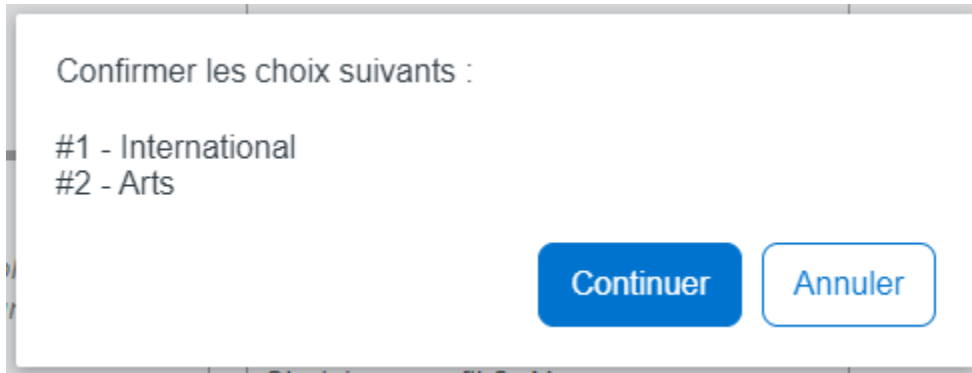 Confirmer les choix suivants :
#1 - International
#2 - Arts
Continuer
Annuler